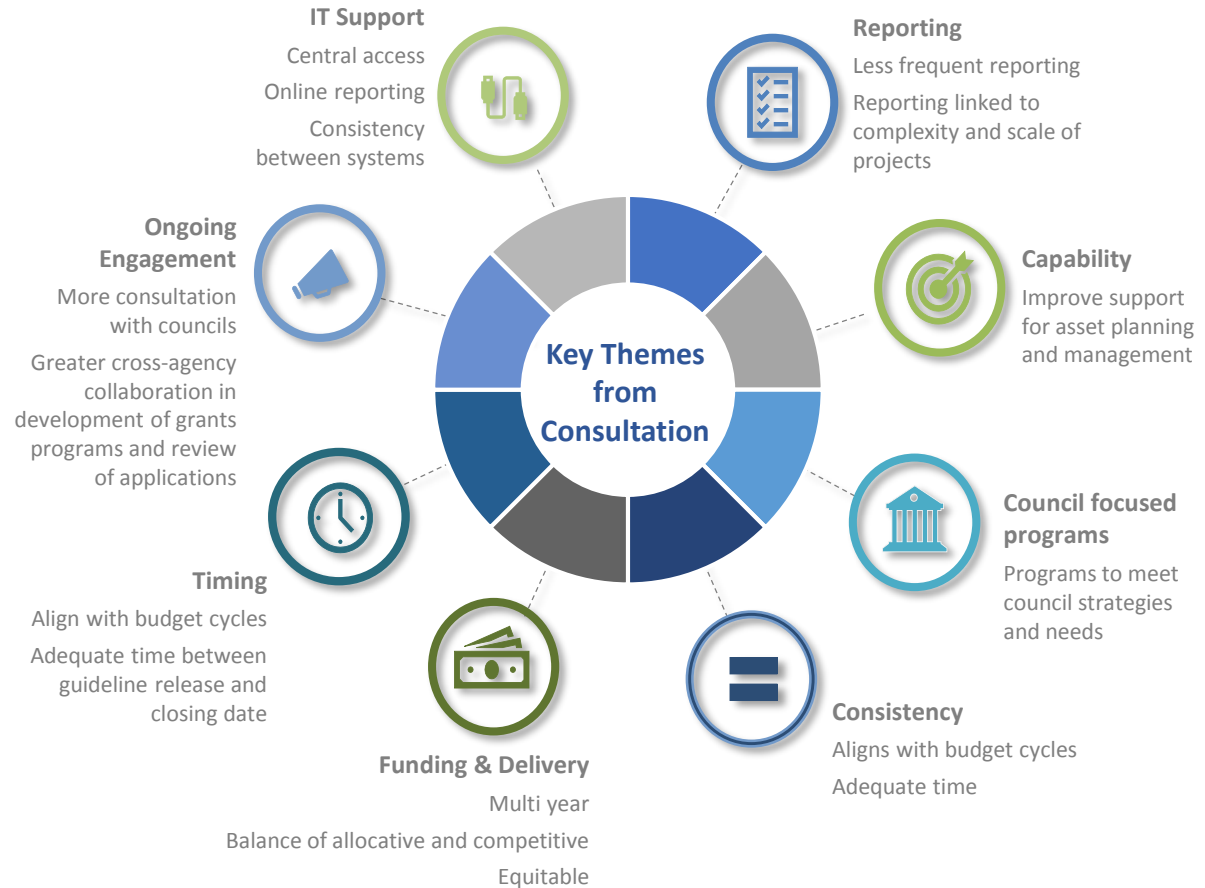 IT Support
Central access
Online reporting
Consistency
between systems
Reporting
Less frequent reporting
Reporting linked to
complexity and scale of
projects
Ongoing
Engagement
More consultation
with councils
Greater cross-agency
collaboration in
development of grants
programs and review
of applications
Capability
Improve support
for asset planning
and management
Key Themes
from
Consultation
Council focused
programs
Programs to meet
council strategies
and needs
Timing
Align with budget cycles
Adequate time between
guideline release and
closing date
Consistency
Aligns with budget cycles
Adequate time
Funding & Delivery
Multi year
Balance of allocative and competitive
Equitable